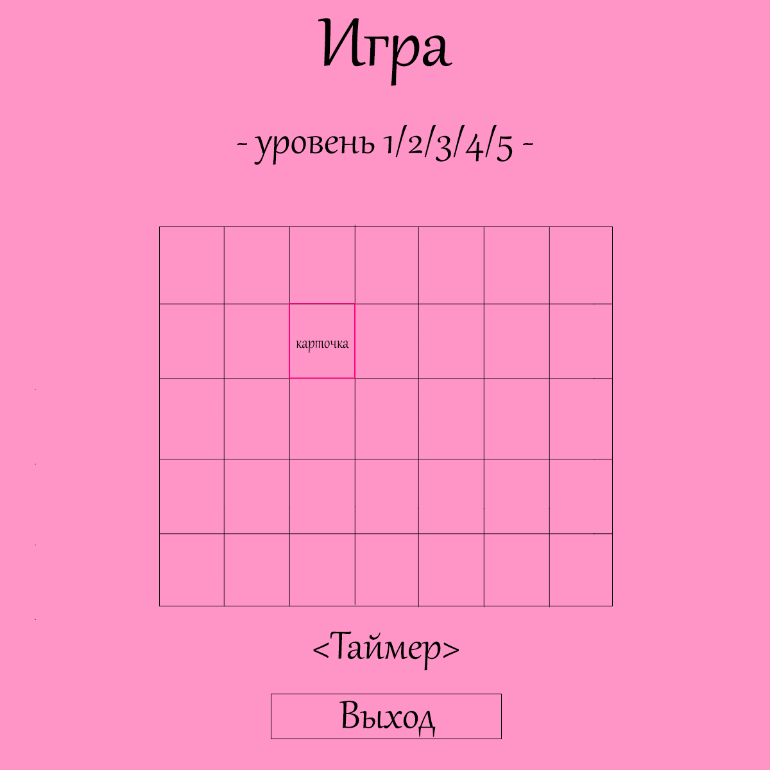 Игра
- уровень 1/2/3/4/5 -
карточка
<Таймер>
Выход